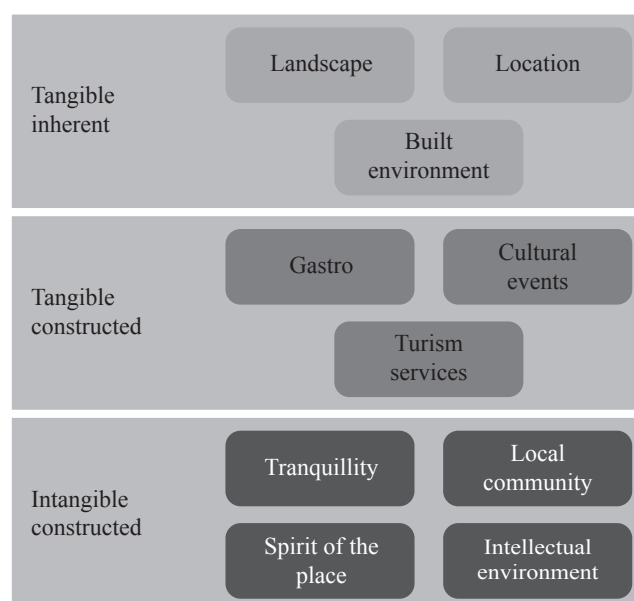 Tangible
inherent
Landscape
Location
Built
environment
Tangible
constructed
Gastro
Cultural
events
Turism
services
Intangible
constructed
Tranquillity
Local
community
Spirit of the
place
Intellectual
environment